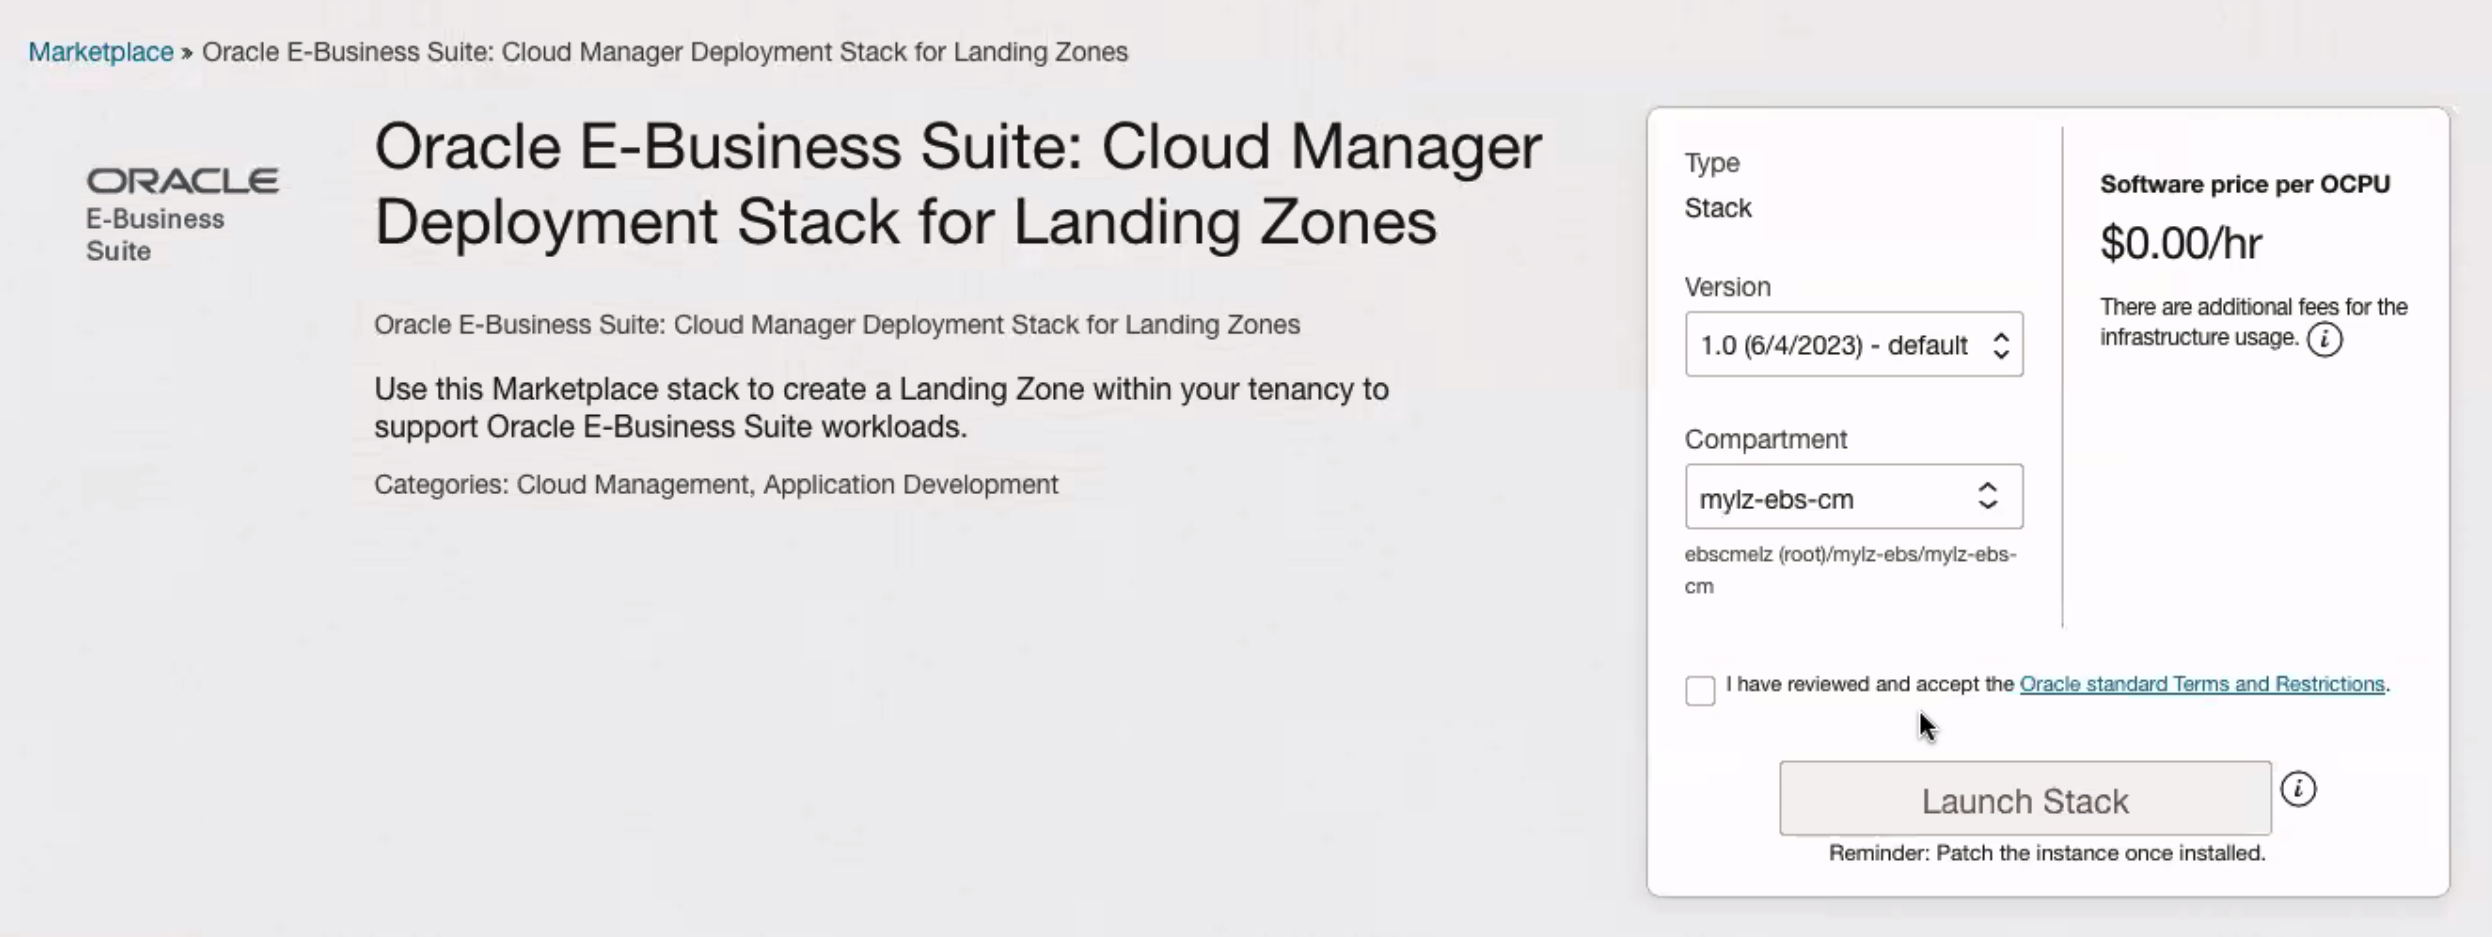 Marketplace » Oracle E-Business Suite: Cloud Manager Deployment Stack for Landing Zones
ORACLE
E-Business
Suite
Oracle E-Business Suite: Cloud Manager
Deployment Stack for Landing Zones
Oracle E-Business Suite: Cloud Manager Deployment Stack for Landing Zones
Use this Marketplace stack to create a Landing Zone within your tenancy to
support Oracle E-Business Suite workloads.
Categories: Cloud Management, Application Development
Type
Stack
Version
1.0 (6/4/2023) - default
Compartment
mylz-ebs-cm
ebscmelz (root)/mylz-ebs/mylz-ebs-
cm
Software price per OCPU
$0.00/hr
There are additional fees for the
infrastructure usage. i
I have reviewed and accept the Oracle standard Terms and Restrictions.
Launch Stack i
Reminder: Patch the instance once installed.